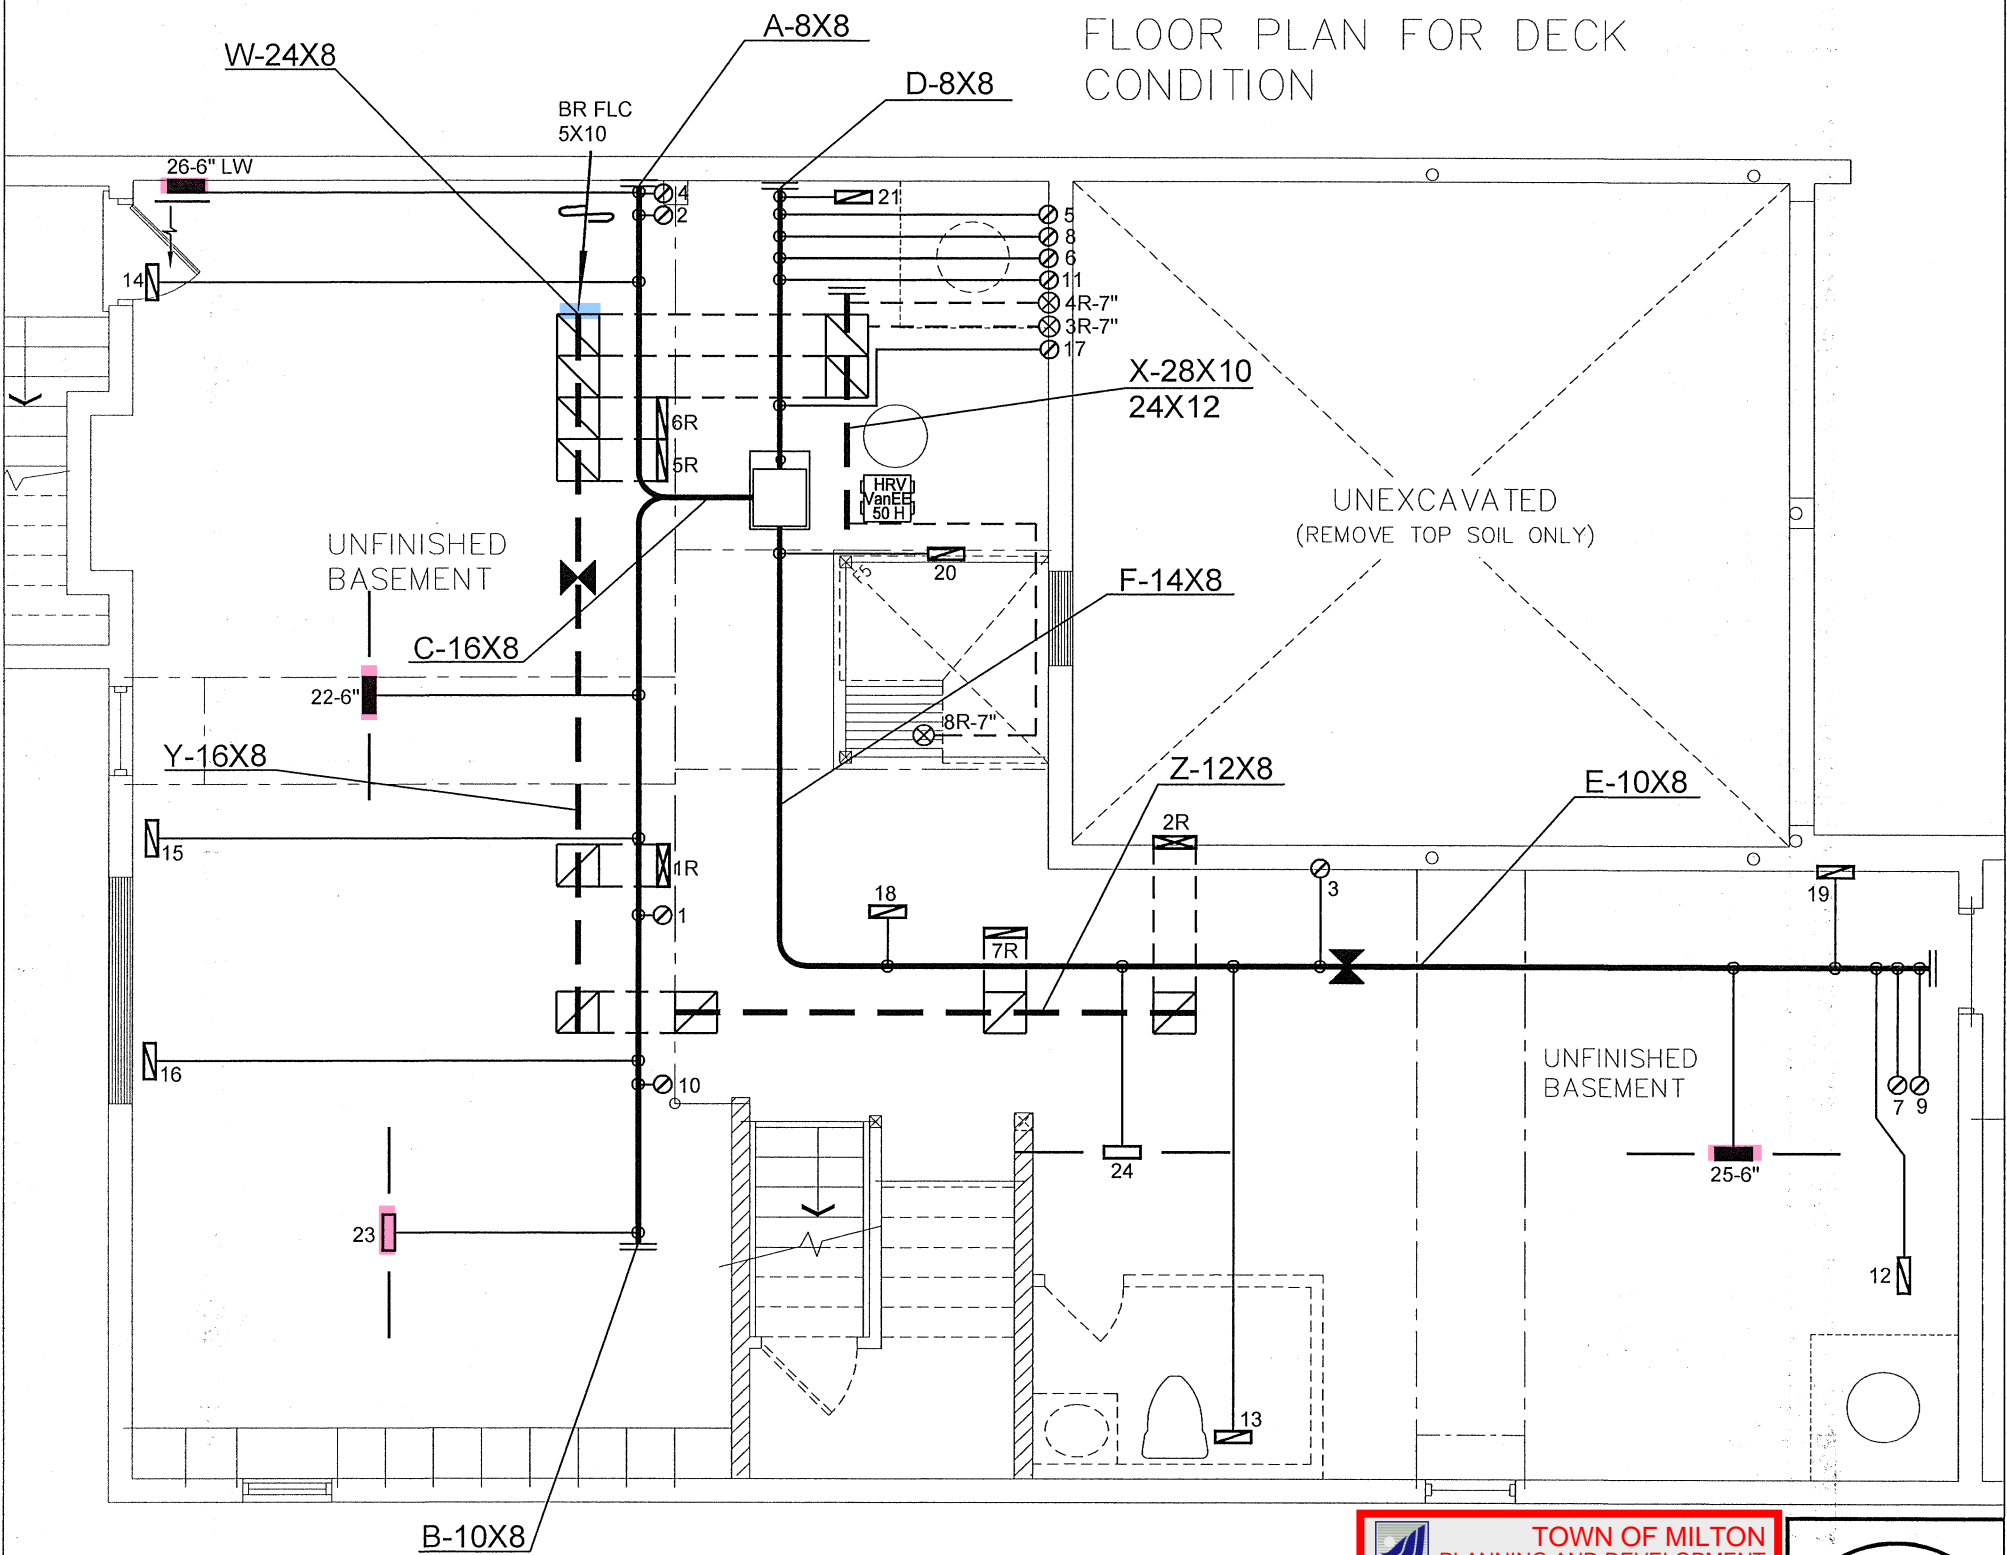 FLOOR PLAN FOR DECK
CONDITION
A-8X8
W-24X8
D-8X8
BR FLC
5X10
26-6" LW
4
2
21
5
8
6
11
4R-7"
3R-7"
17
14
X-28X10
24X12
6R
5R
HRV
VanEE
50 H
UNEXCAVATED
(REMOVE TOP SOIL ONLY)
UNFINISHED
BASEMENT
20
F-14X8
C-16X8
22-6"
8R-7"
Y-16X8
Z-12X8
E-10X8
2R
15
1R
3
19
18
1
7R
16
10
UNFINISHED
BASEMENT
7
9
24
25-6"
23
12
13
B-10X8
TOWN OF MILTON
PLANNING AND DEVELOPMENT